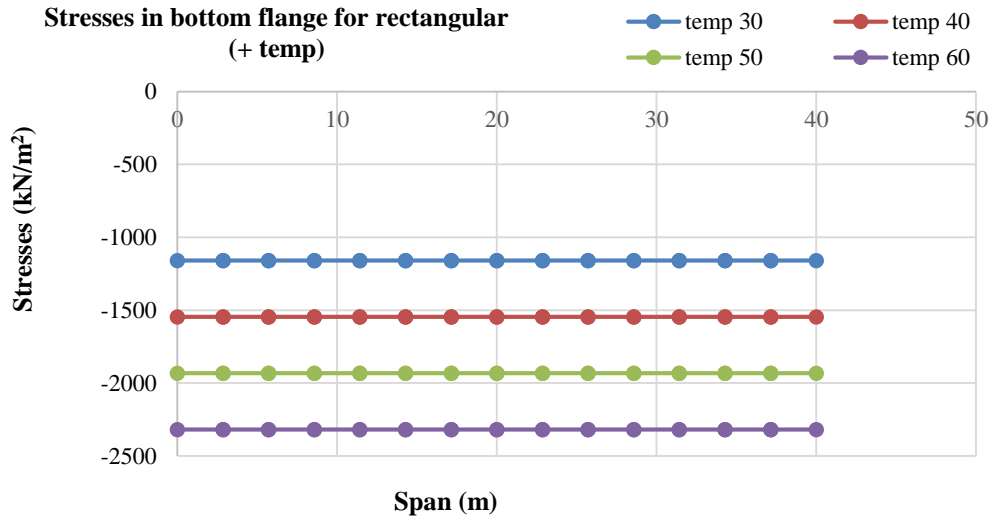 Stresses in bottom flange for rectangular
(+ temp)
temp 30
temp 40
temp 50
temp 60
Stresses (kN/m²)
0
-500
-1000
-1500
-2000
-2500
0
10
20
30
40
50
Span (m)